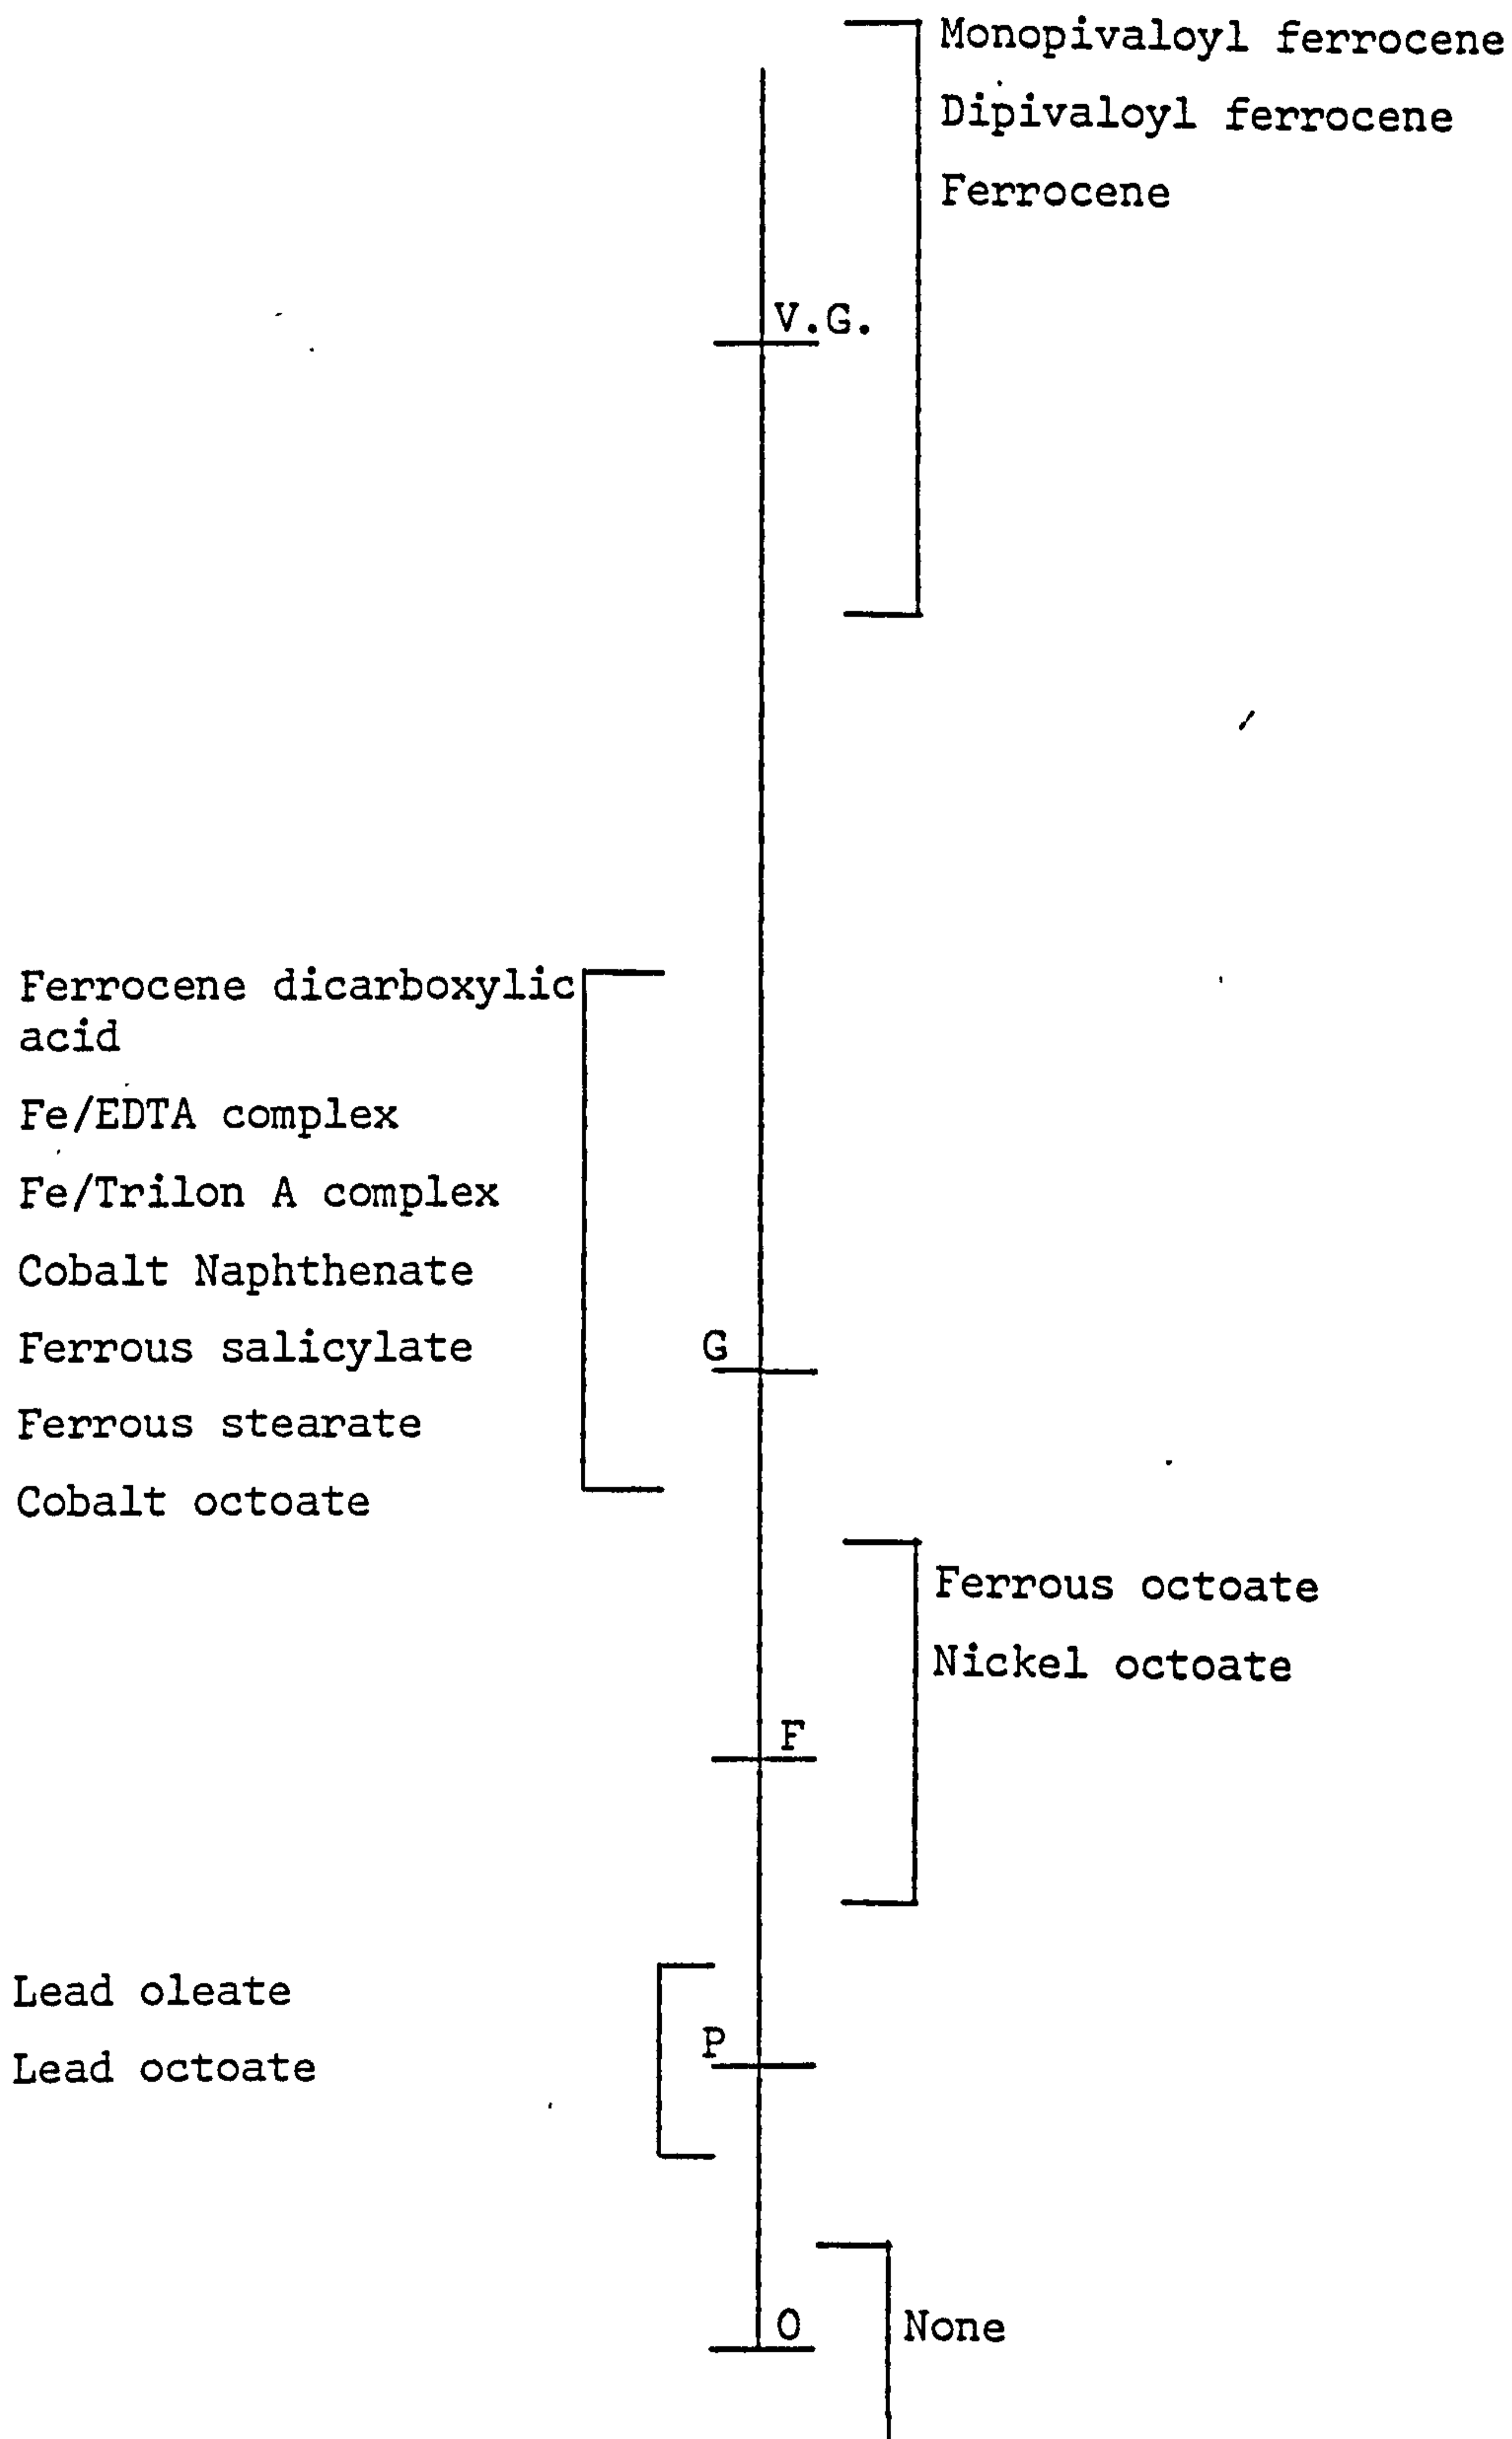 Monopivaloyl ferrocene
Dipivaloyl ferrocene
Ferrocene
V.G.
Ferrocene dicarboxylic
acid
Fe/EDTA complex
Fe/Trilon A complex
Cobalt Naphthenate
Ferrous salicylate
G
Ferrous stearate
Cobalt octoate
Ferrous octoate
Nickel octoate
F
Lead oleate
P
Lead octoate
O
None